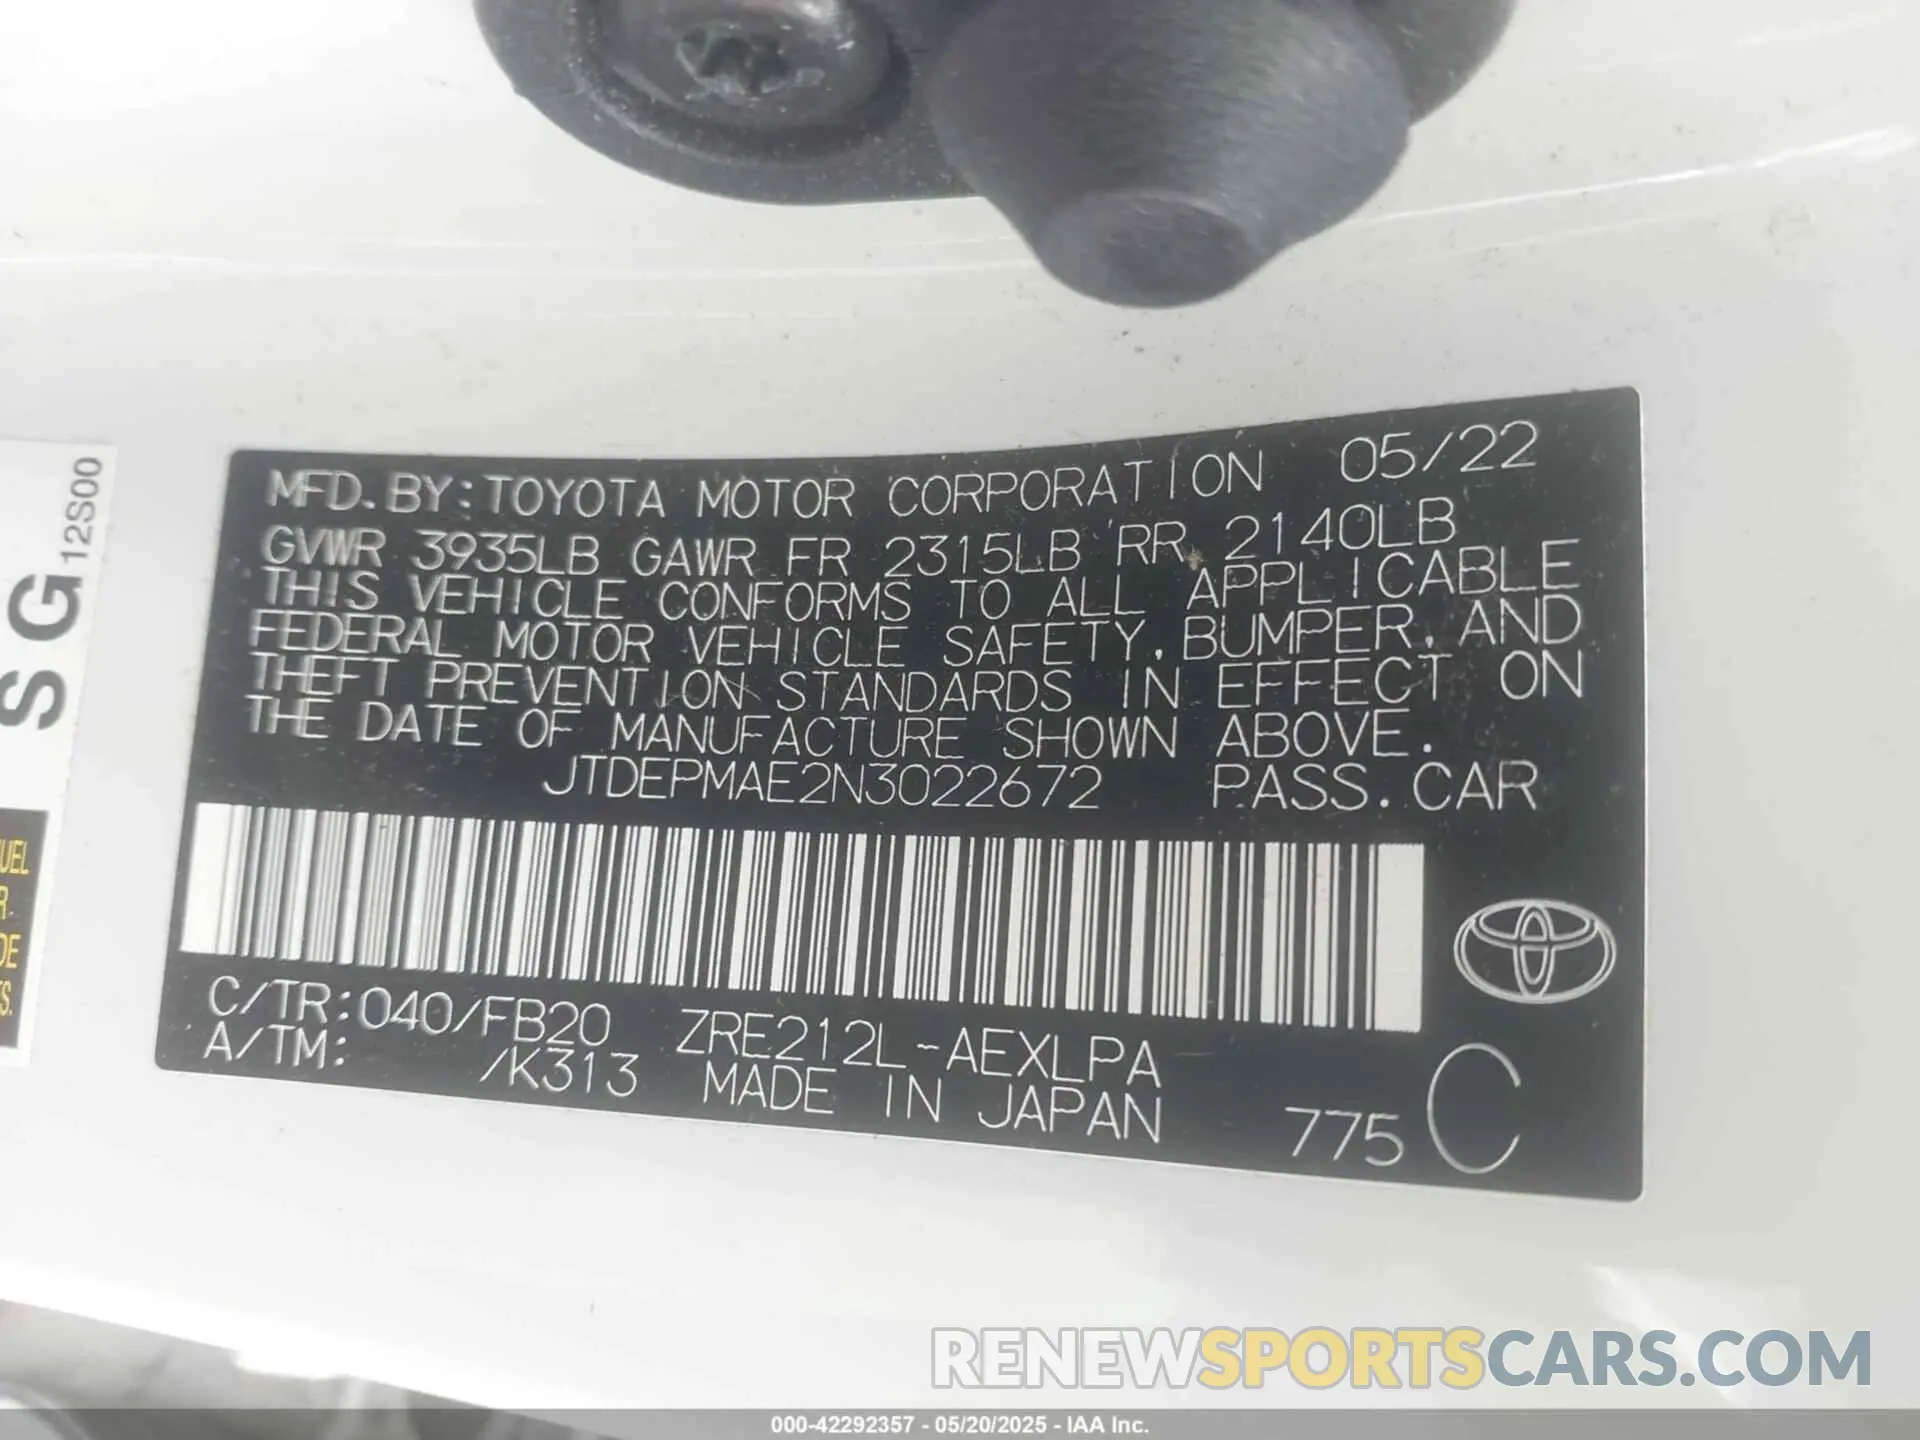 MFD. BY: TOYOTA MOTOR CORPORATION 05/22
GVWR 3935LB GAWR FR 2315LB RR 2140LB
THIS VEHICLE CONFORMS TO ALL APPLICABLE
FEDERAL MOTOR VEHICLE SAFETY, BUMPER, AND
THEFT PREVENTION STANDARDS IN EFFECT ON
THE DATE OF MANUFACTURE SHOWN ABOVE.
JTDEPMAE2N3022672 PASS. CAR
C/TR: 040/FB20 ZRE212L-AEXLPA
A/TM: /K313 MADE IN JAPAN
775 C
SG
12S00
UEL
R
DE
S.
RENEWSPORTSCARS.COM
000-42292357 - 05/20/2025 - IAA Inc.